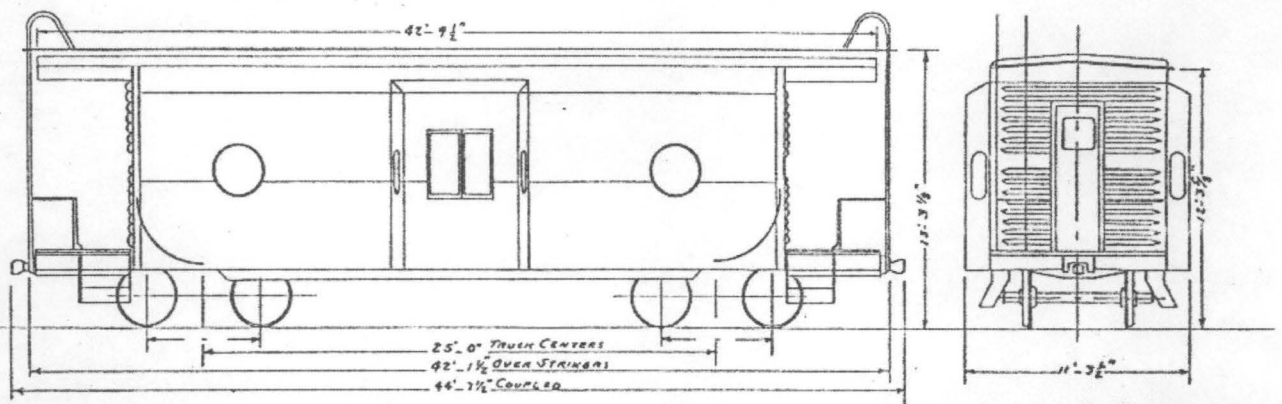 42'-9½"
13'-3⅛"
12'-3⅜"
25'-0" TRUCK CENTERS
42'-1½" OVER STRIKERS
44'-7½" COUPLED
11'-3½"